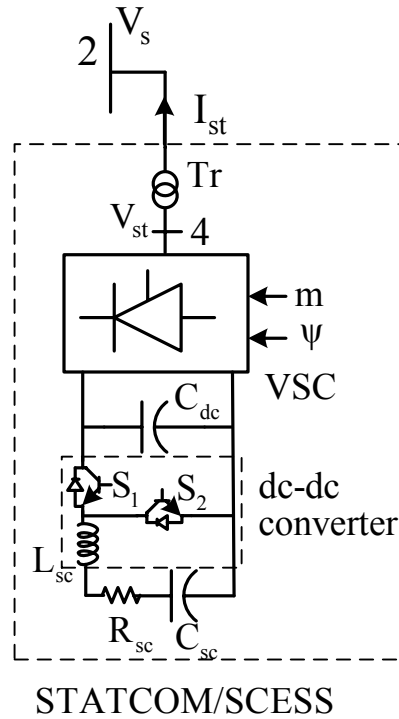 V_s
2
I_st
Tr
V_st
4
m
ψ
VSC
C_dc
S_1
S_2
dc-dc
converter
L_sc
R_sc
C_sc
STATCOM/SCESS